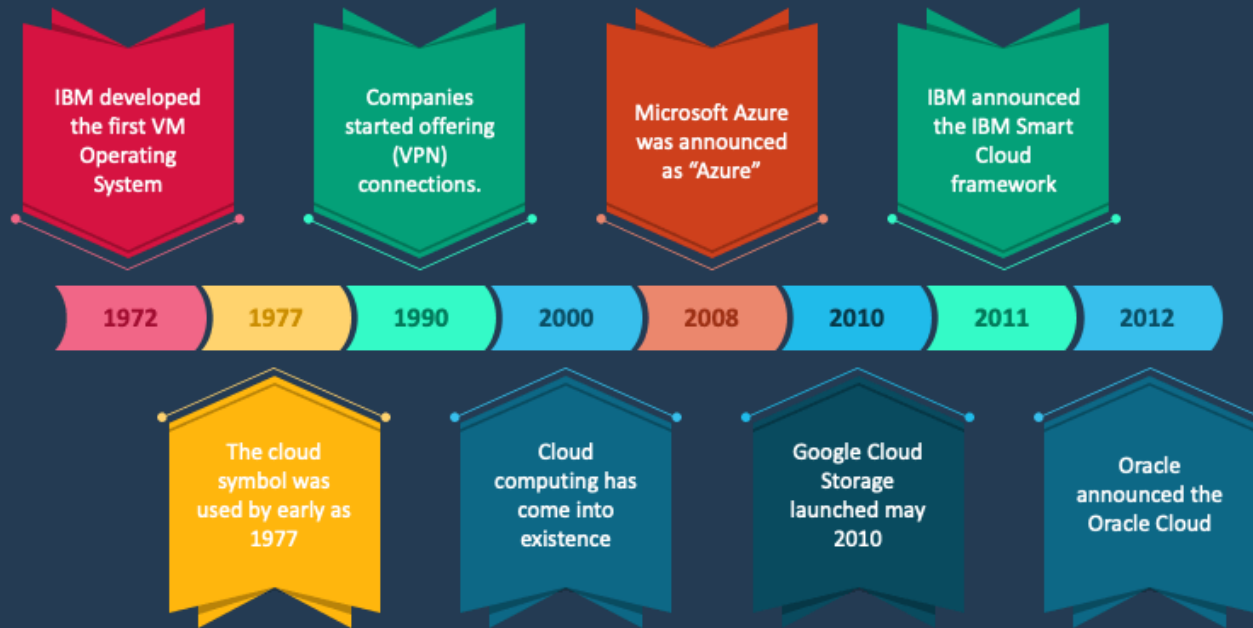 IBM developed
the first VM
Operating
System
Companies
started offering
(VPN)
connections.
Microsoft Azure
was announced
as “Azure”
IBM announced
the IBM Smart
Cloud
framework
1972
1977
1990
2000
2008
2010
2011
2012
The cloud
symbol was
used by early as
1977
Cloud
computing has
come into
existence
Google Cloud
Storage
launched may
2010
Oracle
announced the
Oracle Cloud